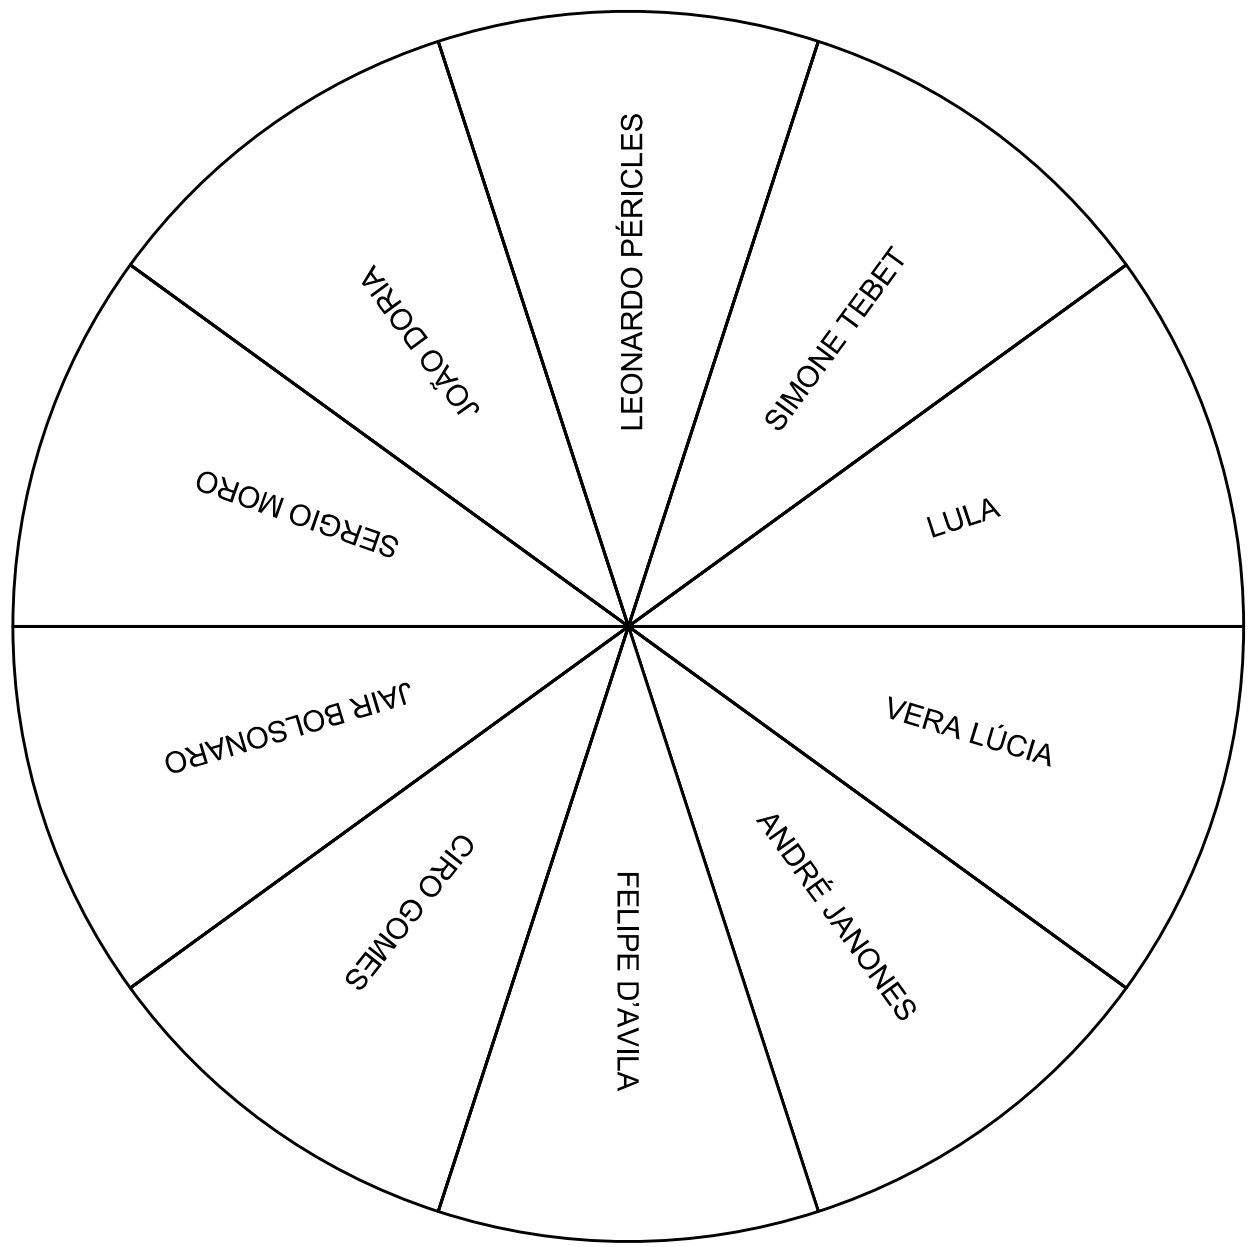 LEONARDO PÉRICLES
SIMONE TEBET
LULA
VERA LÚCIA
ANDRÉ JANONES
FELIPE D’AVILA
CIRO GOMES
JAIR BOLSONARO
SERGIO MORO
JOÃO DORIA